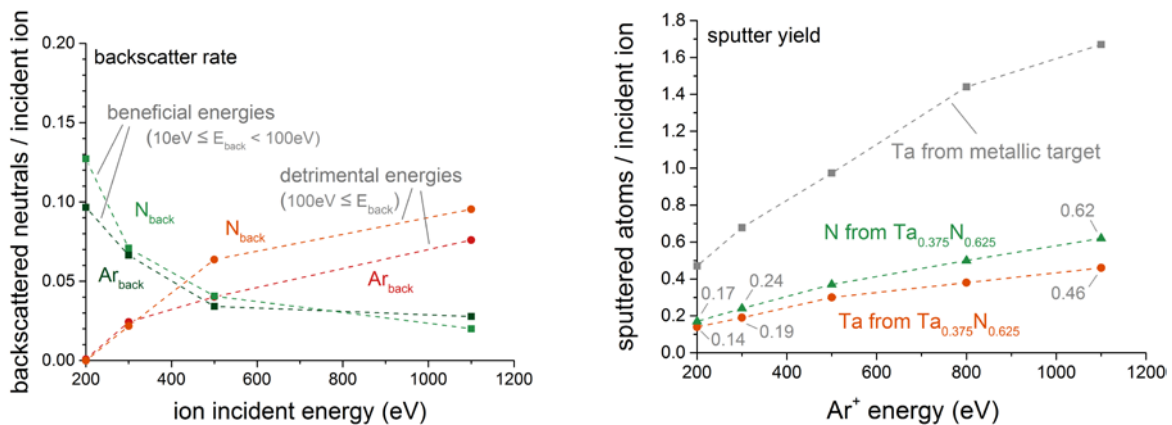 backscattered neutrals / incident ion
0.20
0.15
0.10
0.05
0.00
backscatter rate
beneficial energies
(10eV ≤ E_back < 100eV)
detrimental energies
(100eV ≤ E_back)
N_back
N_back
Ar_back
Ar_back
200 400 600 800 1000 1200
ion incident energy (eV)
sputtered atoms / incident ion
1.8
1.6
1.4
1.2
1.0
0.8
0.6
0.4
0.2
0.0
sputter yield
Ta from metallic target
0.62
N from Ta_0.375N_0.625
0.17
0.24
0.46
Ta from Ta_0.375N_0.625
0.14
0.19
200 400 600 800 1000 1200
Ar⁺ energy (eV)